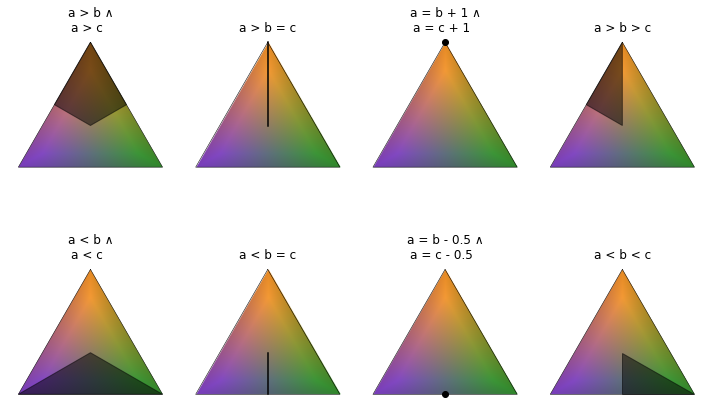 a > b ∧
a > c
a > b = c
a = b + 1 ∧
a = c + 1
a > b > c
a < b ∧
a < c
a < b = c
a = b - 0.5 ∧
a = c - 0.5
a < b < c